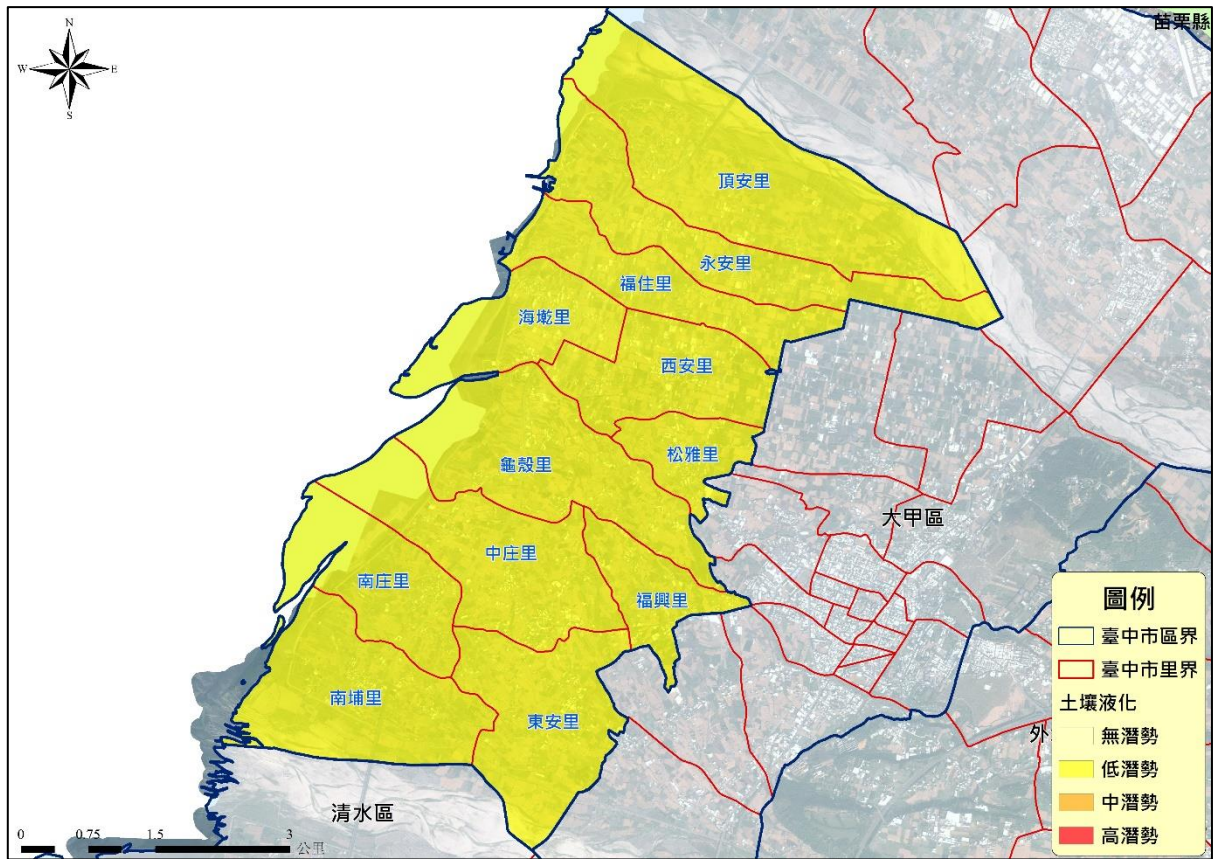 苗栗縣
N
W
E
S
頂安里
永安里
福住里
海墘里
西安里
松雅里
龜殼里
大甲區
中庄里
南庄里
福興里
南埔里
東安里
外
清水區
圖例
臺中市區界
臺中市里界
土壤液化
無潛勢
低潛勢
中潛勢
高潛勢
0 0.75 1.5 3
公里